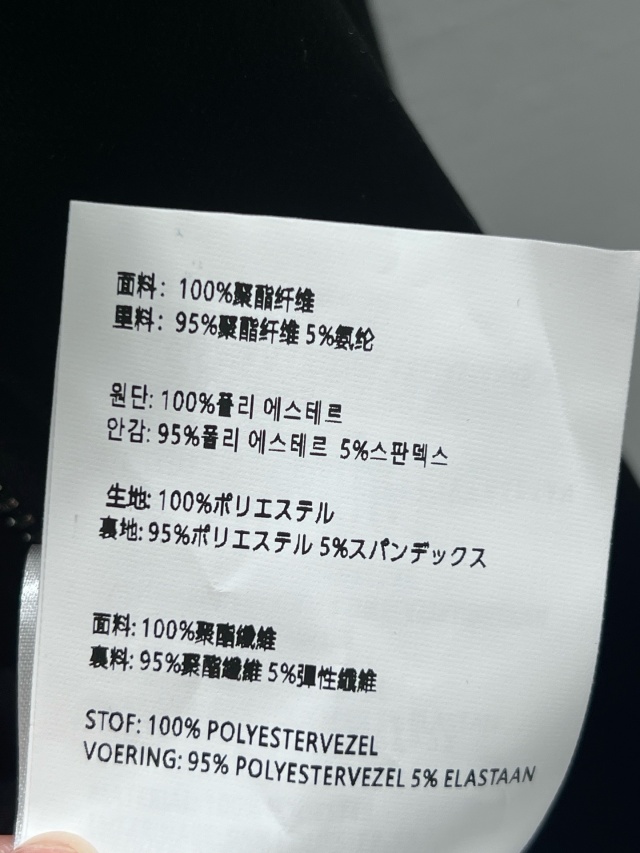 面料: 100%聚酯纤维
里料: 95%聚酯纤维 5%氨纶
원단: 100%폴리 에스테르
안감: 95%폴리 에스테르 5%스판덱스
生地: 100%ポリエステル
裏地: 95%ポリエステル 5%スパンデックス
面料: 100%聚酯纖維
裏料: 95%聚酯纖維 5%彈性纖維
STOF: 100% POLYESTERVEZEL
VOERING: 95% POLYESTERVEZEL 5% ELASTAAN